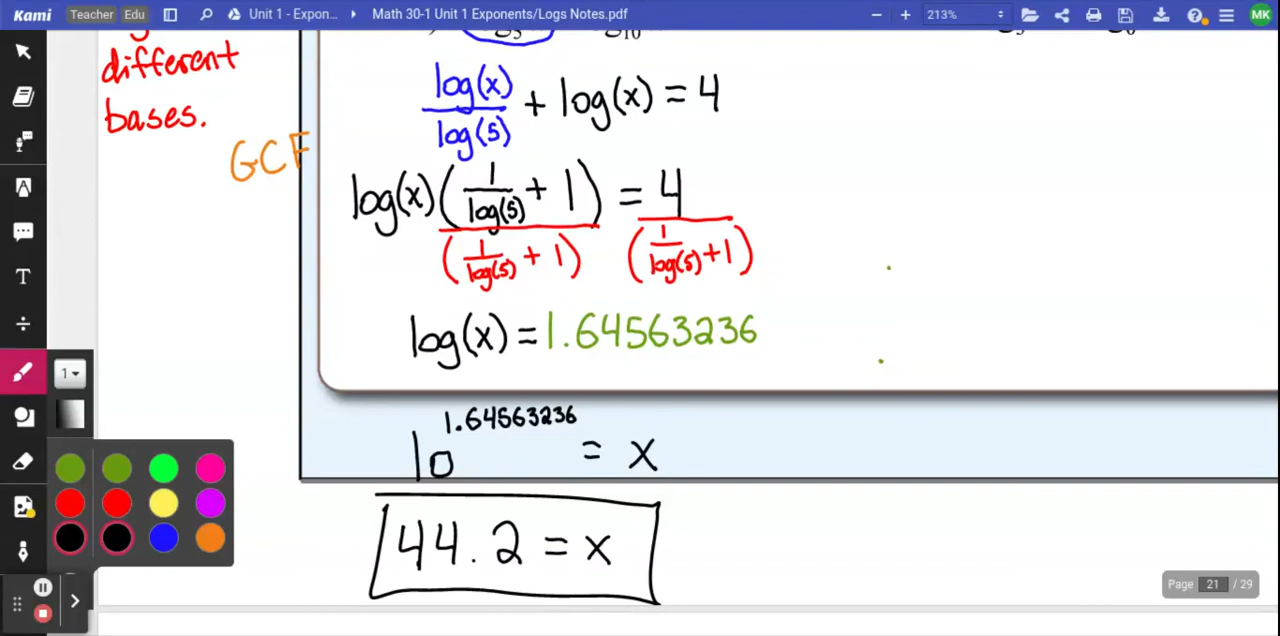 Kami Teacher Edu Unit 1 - Expon... Math 30-1 Unit 1 Exponents/Logs Notes.pdf 213% MK
different
bases.
log(x)/log(5) + log(x) = 4
GCF
log(x)(1/log(5) + 1) = 4
(1/log(5) + 1) (1/log(5) + 1)
log(x) = 1.64563236
10^1.64563236 = x
44.2 = x
1
Page 21 / 29